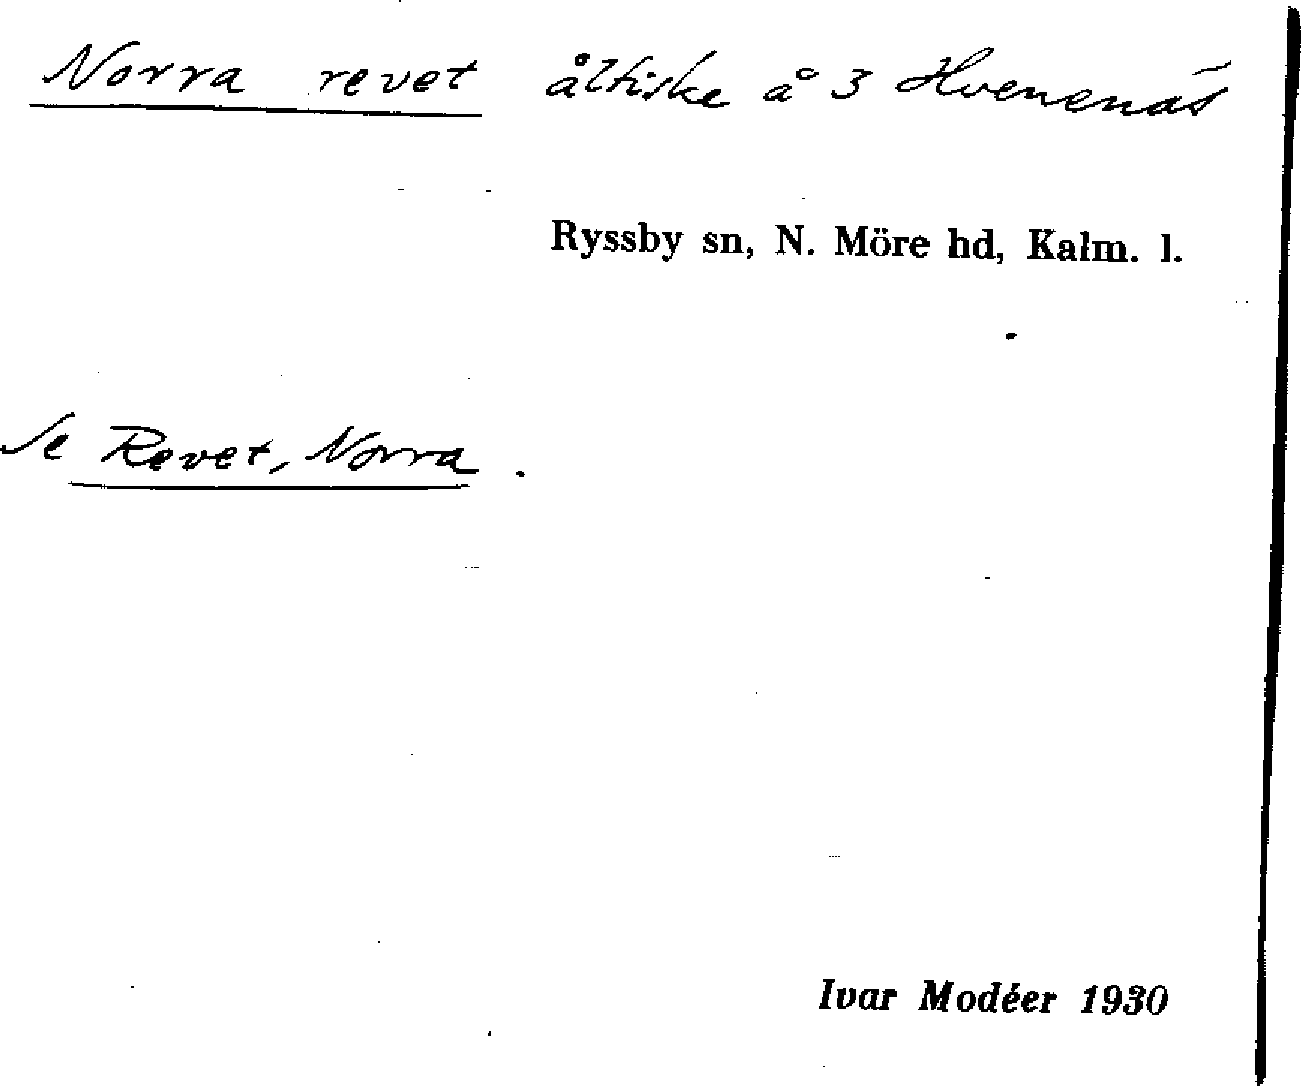 Norra revet ålfiske å 3 Hvenenäs
Ryssby sn, N. Möre hd, Kalm. l.
Se Revet, Norra.
Ivar Modéer 1930